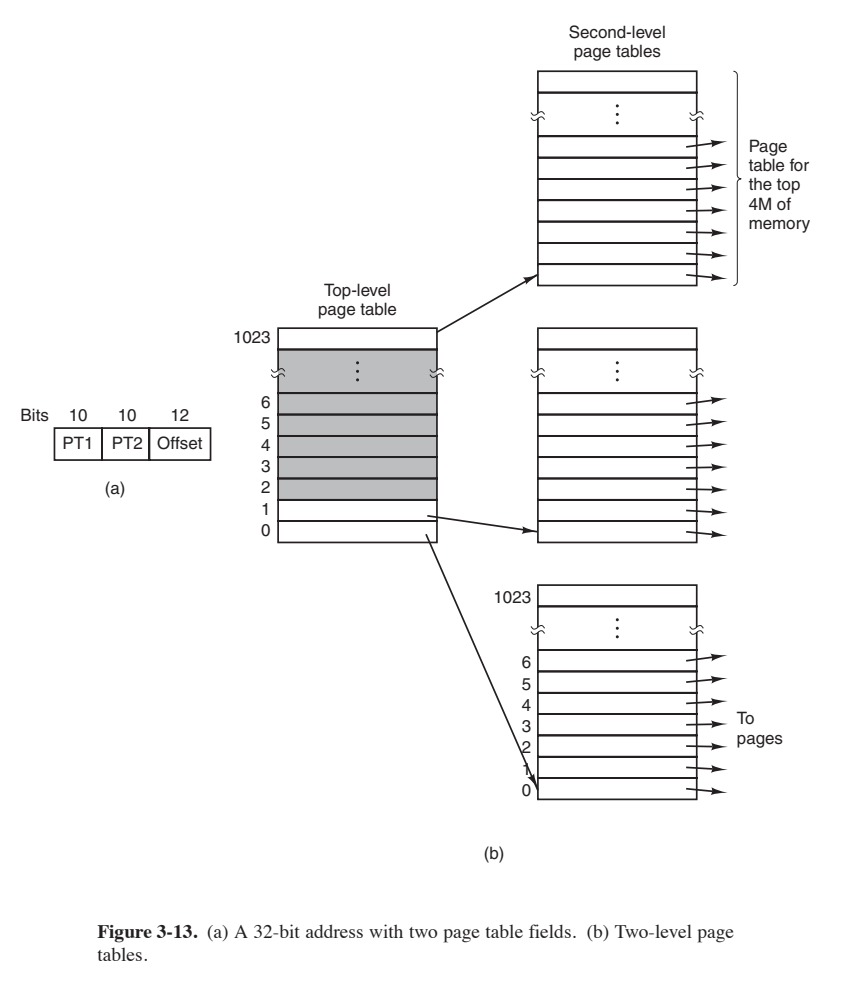 Second-level
page tables
Page
table for
the top
4M of
memory
Top-level
page table
1023
6
5
4
3
2
1
0
Bits 10 10 12
PT1 PT2 Offset
(a)
1023
6
5
4
3
2
1
0
To
pages
(b)
Figure 3-13. (a) A 32-bit address with two page table fields. (b) Two-level page
tables.